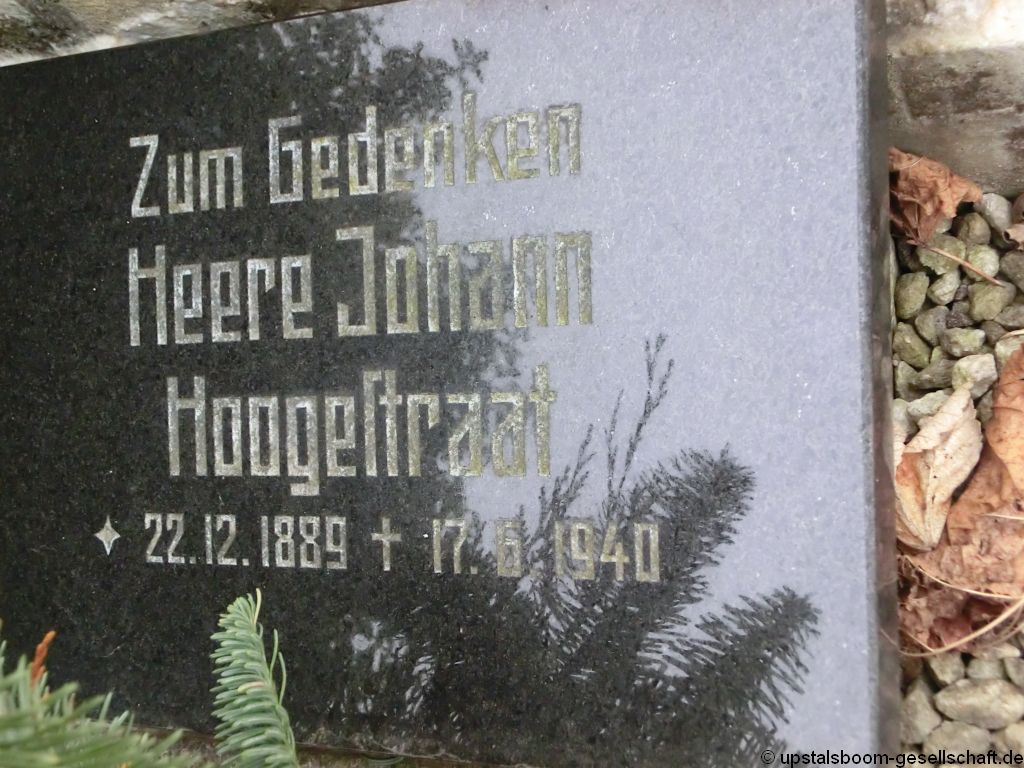 Zum Gedenken
Heere Johann
Hoogeſtraat
22.12.1889 † 17.6.1940
© upstalsboom-gesellschaft.de